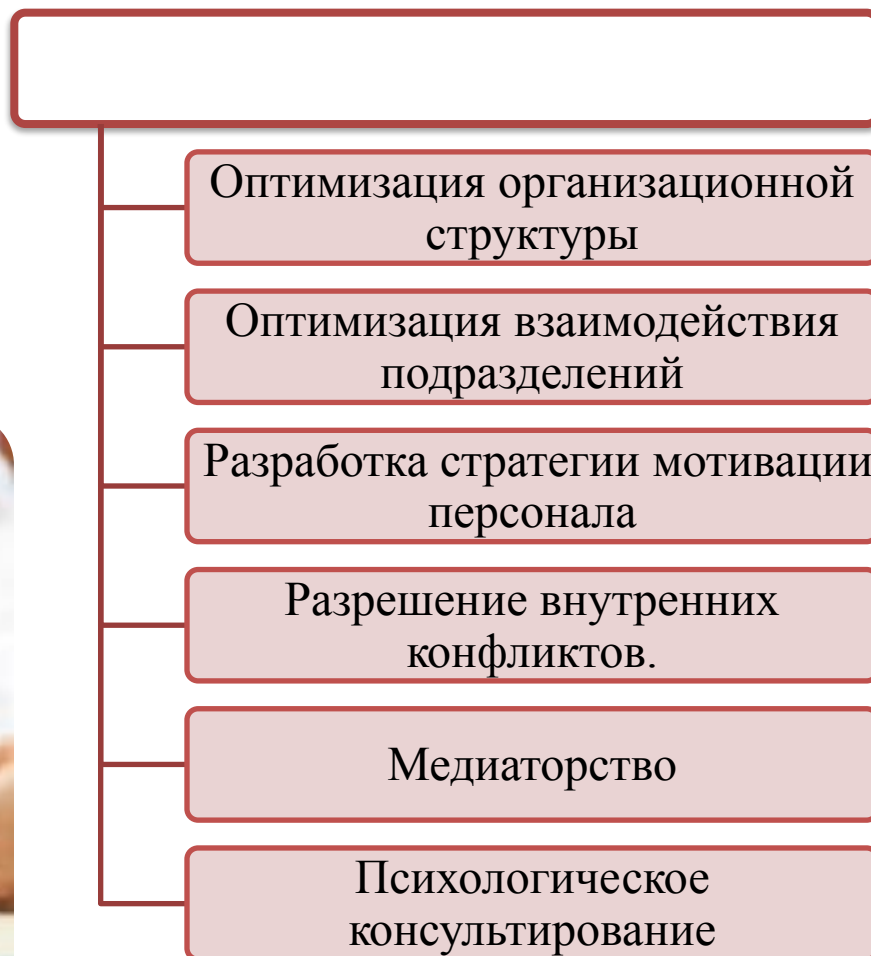 Оптимизация организационной
структуры
Оптимизация взаимодействия
подразделений
Разработка стратегии мотивации
персонала
Разрешение внутренних
конфликтов.
Медиаторство
Психологическое
консультирование